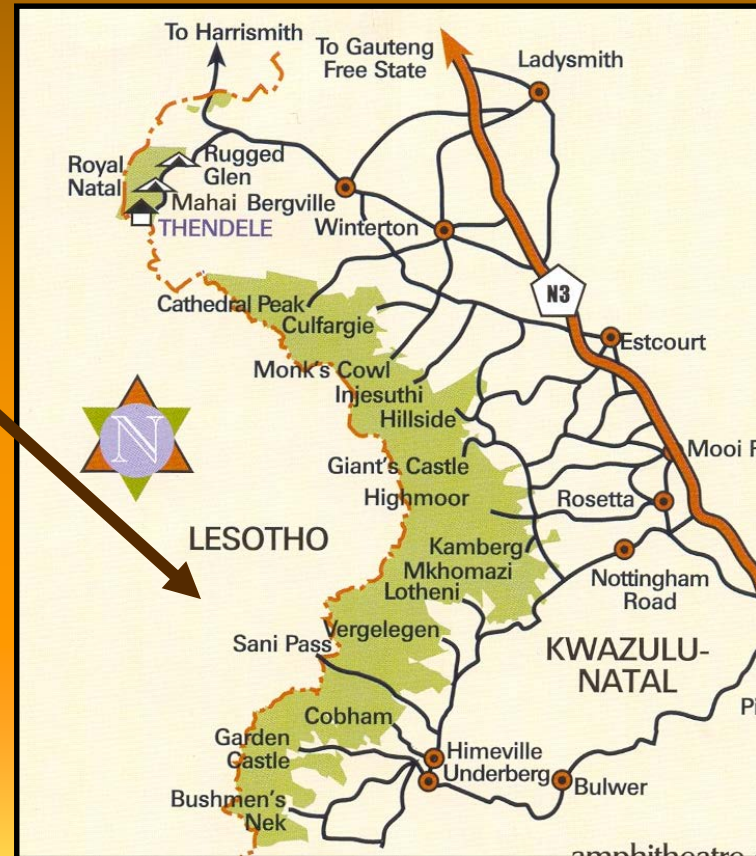 To Harrismith
To Gauteng
Free State
Ladysmith
Royal
Natal
Rugged
Glen
Mahai
Bergville
THENDELE
Winterton
N3
Cathedral Peak
Culfargie
Estcourt
Monk's Cowl
Injesuthi
Hillside
N
Giant's Castle
Mooi
Highmoor
Rosetta
LESOTHO
Kamberg
Mkhomazi
Lotheni
Nottingham
Road
Vergelegen
Sani Pass
KWAZULU-
NATAL
Cobham
Garden
Castle
Himeville
Underberg
Bulwer
Bushmen's
Nek
amphitheatre